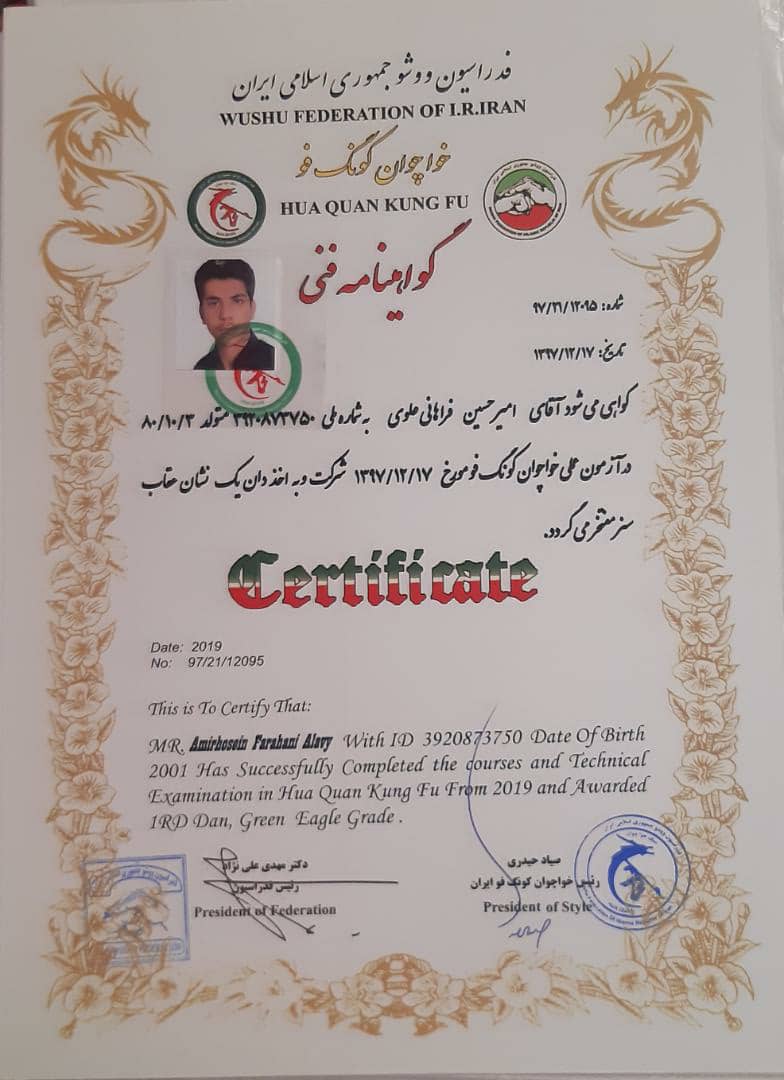 فدراسیون ووشو جمهوری اسلامی ایران
WUSHU FEDERATION OF I.R.IRAN
خواچوان کونگ فو
HUA QUAN KUNG FU
گواهینامه فنی
شماره: ۹۷/۲۱/۱۲۰۹۵
تاریخ: ۱۳۹۷/۱۲/۱۷
گواهی می شود آقای امیرحسین فراهانی علوی به شماره ملی ۳۹۲۰۸۷۳۷۵۰ متولد ۸۰/۱۰/۳
در آزمون عملی خواچوان کونگ فو مورخ ۱۳۹۷/۱۲/۱۷ شرکت و به اخذ دان یک نشان عقاب
سبز مفتخر می گردد.
Certificate
Date: 2019
No: 97/21/12095
This is To Certify That:
MR. Amirhosein Farahani Alavy With ID 3920873750 Date Of Birth
2001 Has Successfully Completed the courses and Technical
Examination in Hua Quan Kung Fu From 2019 and Awarded
1RD Dan, Green Eagle Grade .
دکتر مهدی علی نژاد
رئیس فدراسیون
President of Federation
صیاد حیدری
رئیس خواچوان کونگ فو ایران
President of Style